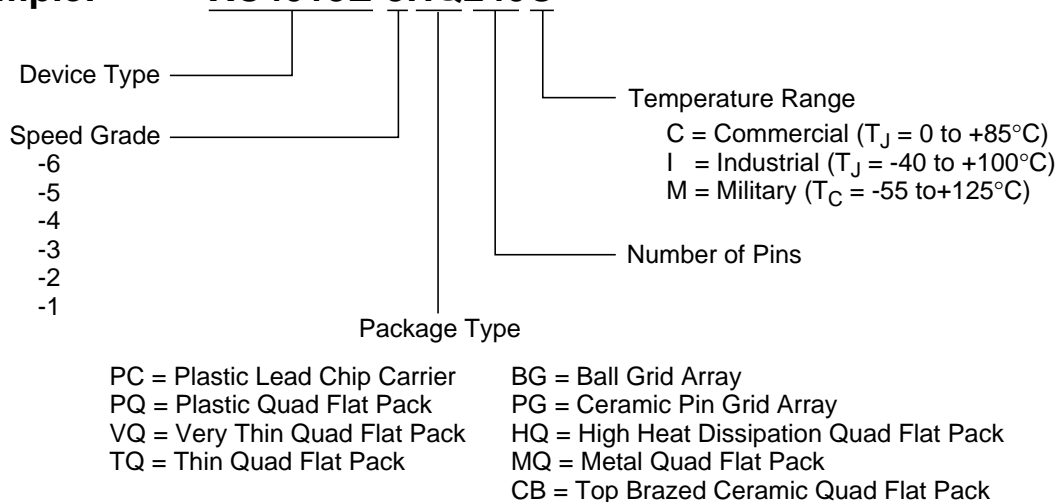 Device Type
Temperature Range
Speed Grade
C = Commercial (TJ = 0 to +85°C)
-6
I = Industrial (TJ = -40 to +100°C)
-5
M = Military (TC = -55 to+125°C)
-4
-3
Number of Pins
-2
-1
Package Type
PC = Plastic Lead Chip Carrier
BG = Ball Grid Array
PQ = Plastic Quad Flat Pack
PG = Ceramic Pin Grid Array
VQ = Very Thin Quad Flat Pack
HQ = High Heat Dissipation Quad Flat Pack
TQ = Thin Quad Flat Pack
MQ = Metal Quad Flat Pack
CB = Top Brazed Ceramic Quad Flat Pack